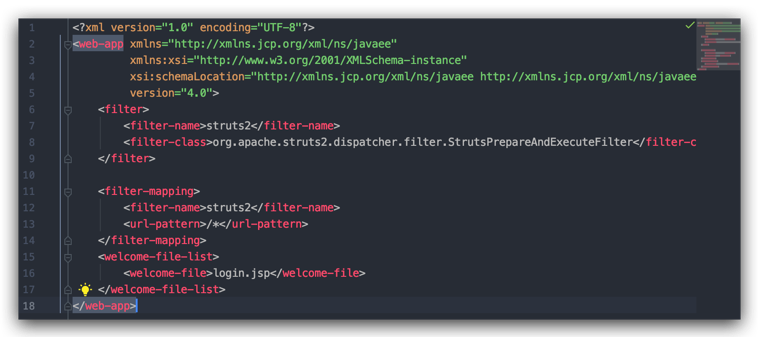 1 <?xml version="1.0" encoding="UTF-8"?>
2 <web-app xmlns="http://xmlns.jcp.org/xml/ns/javaee"
3 xmlns:xsi="http://www.w3.org/2001/XMLSchema-instance"
4 xsi:schemaLocation="http://xmlns.jcp.org/xml/ns/javaee http://xmlns.jcp.org/xml/ns/javaee
5 version="4.0">
6 <filter>
7 <filter-name>struts2</filter-name>
8 <filter-class>org.apache.struts2.dispatcher.filter.StrutsPrepareAndExecuteFilter</filter-c
9 </filter>
10
11 <filter-mapping>
12 <filter-name>struts2</filter-name>
13 <url-pattern>/*</url-pattern>
14 </filter-mapping>
15 <welcome-file-list>
16 <welcome-file>login.jsp</welcome-file>
17 </welcome-file-list>
18 </web-app>